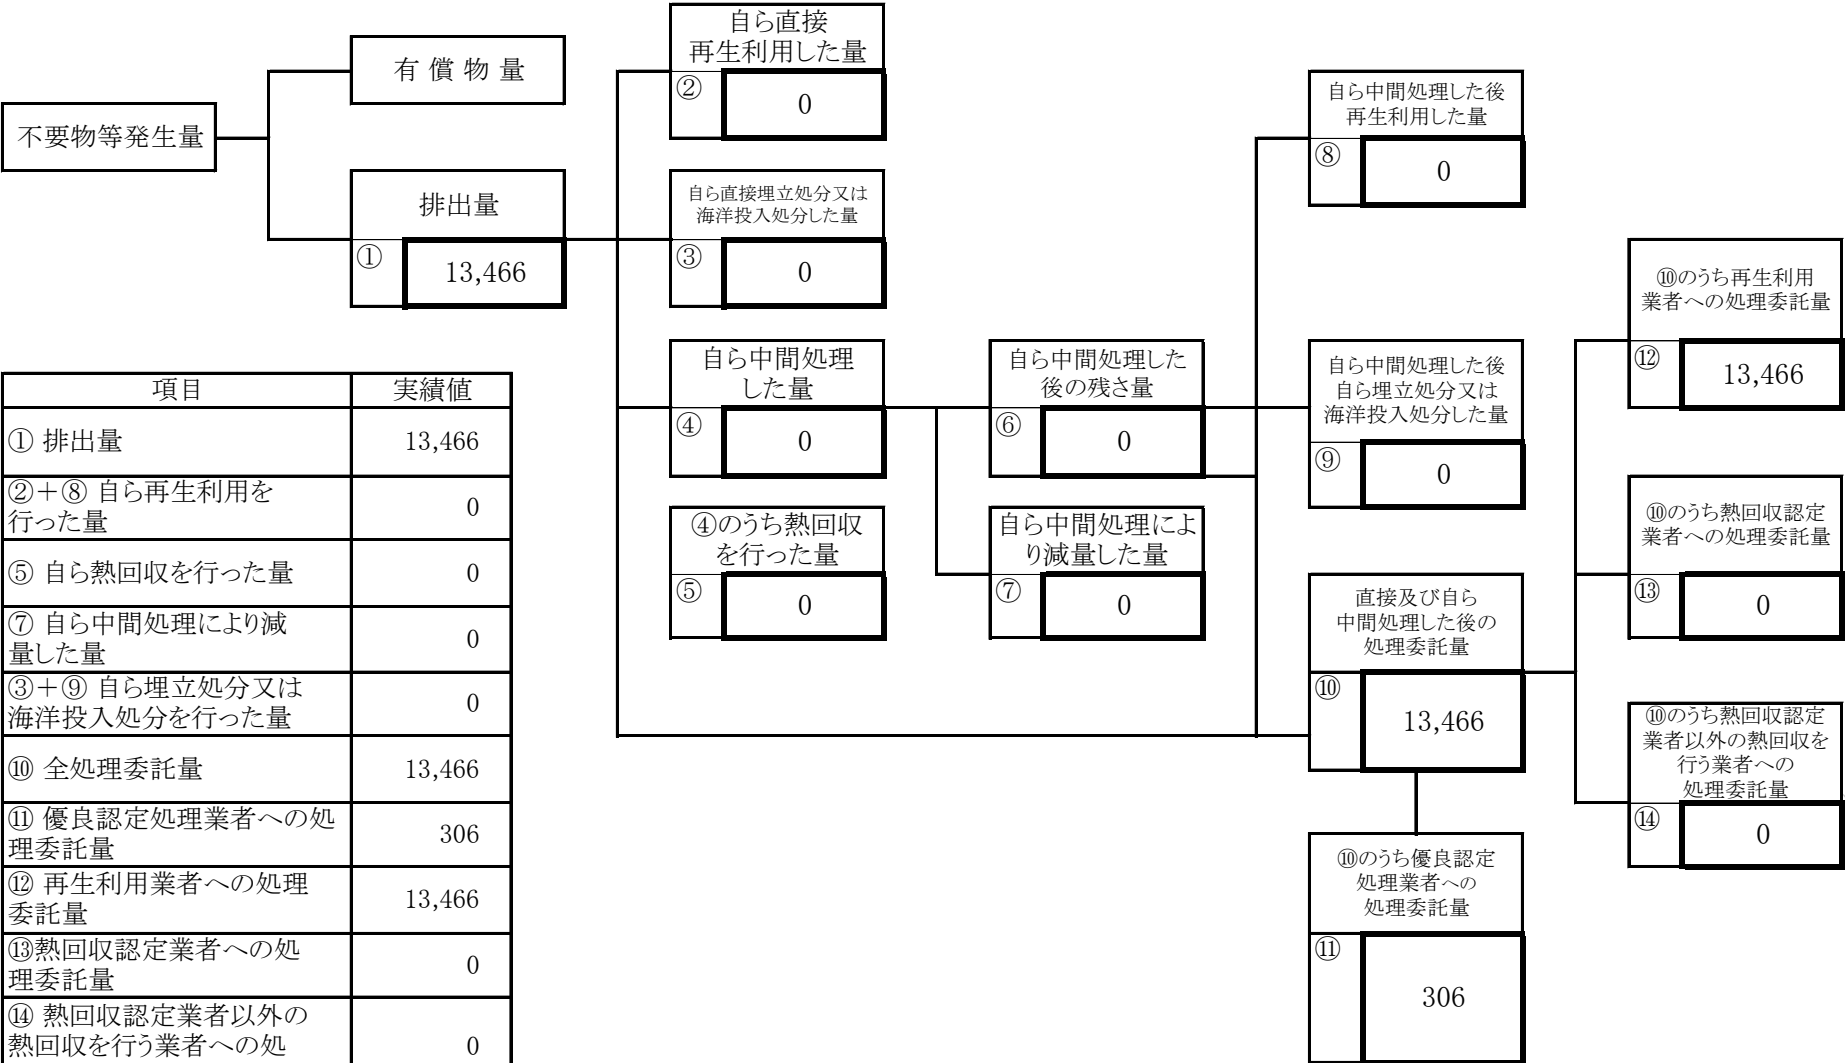 自ら直接
再生利用した量
②
0
有 償 物 量
不要物等発生量
排出量
①
13,466
自ら直接埋立処分又は
海洋投入処分した量
③
0
自ら中間処理した後
再生利用した量
⑧
0
自ら中間処理
した量
④
0
自ら中間処理した
後の残さ量
⑥
0
自ら中間処理した後
自ら埋立処分又は
海洋投入処分した量
⑨
0
⑩のうち再生利用
業者への処理委託量
⑫
13,466
④のうち熱回収
を行った量
⑤
0
自ら中間処理によ
り減量した量
⑦
0
直接及び自ら
中間処理した後の
処理委託量
⑩
13,466
⑩のうち熱回収認定
業者への処理委託量
⑬
0
⑩のうち熱回収認定
業者以外の熱回収を
行う業者への
処理委託量
⑭
0
⑩のうち優良認定
処理業者への
処理委託量
⑪
306
項目 実績値
① 排出量 13,466
②＋⑧ 自ら再生利用を
行った量 0
⑤ 自ら熱回収を行った量 0
⑦ 自ら中間処理により減
量した量 0
③＋⑨ 自ら埋立処分又は
海洋投入処分を行った量 0
⑩ 全処理委託量 13,466
⑪ 優良認定処理業者への処
理委託量 306
⑫ 再生利用業者への処理
委託量 13,466
⑬熱回収認定業者への処
理委託量 0
⑭ 熱回収認定業者以外の
熱回収を行う業者への処 0